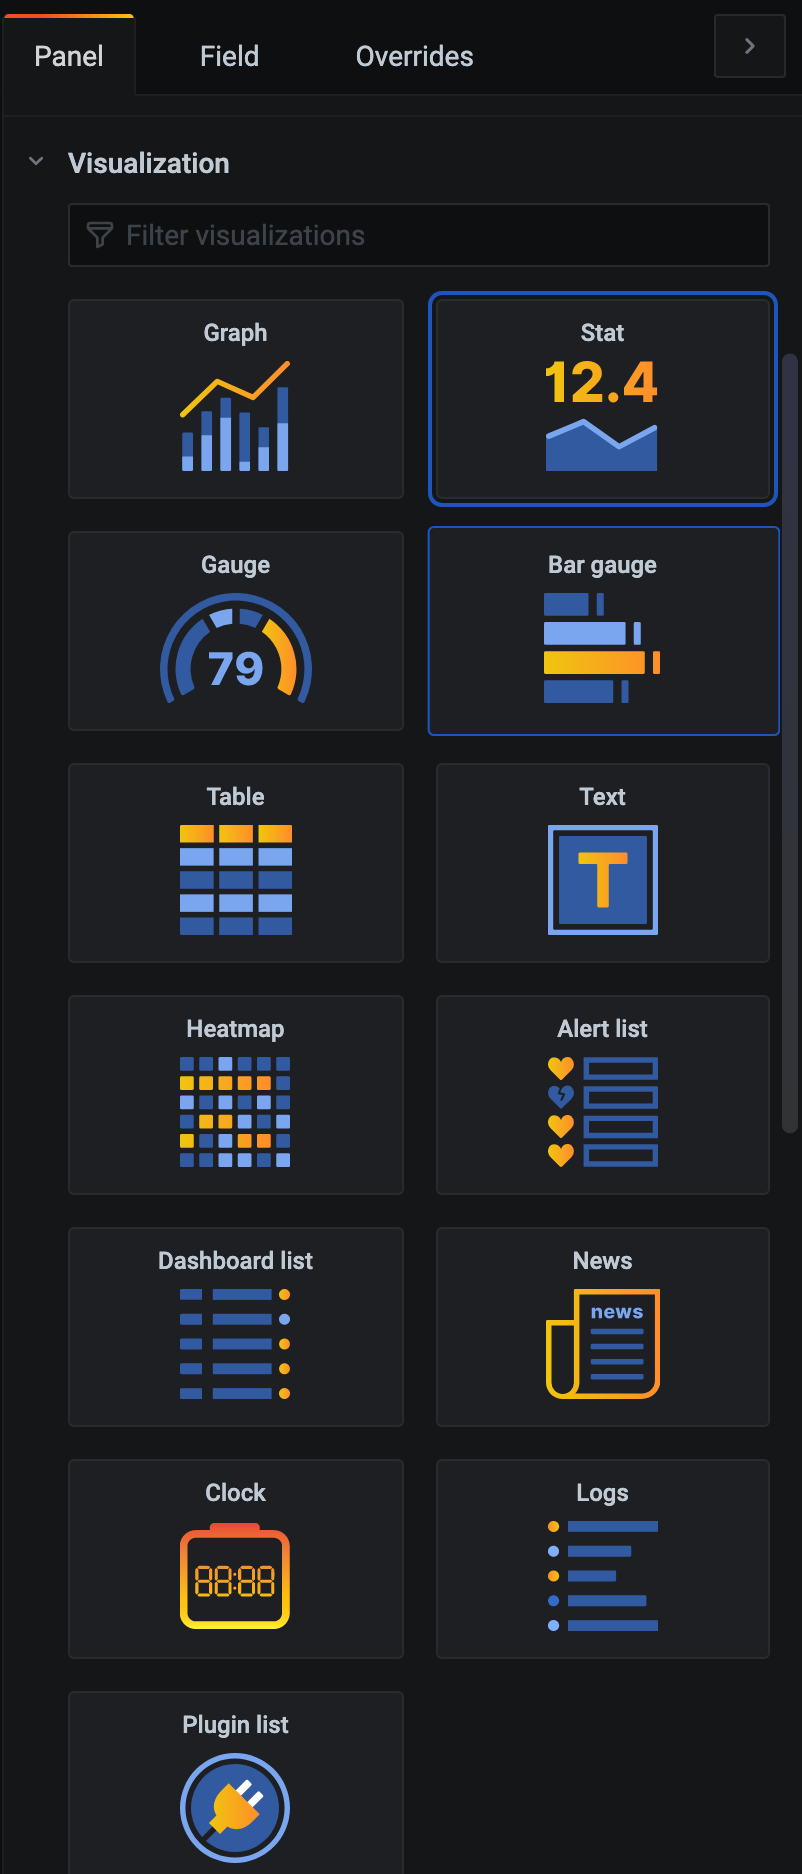 Panel Field Overrides
Visualization
Filter visualizations
Graph Stat
12.4
Gauge Bar gauge
79
Table Text
T
Heatmap Alert list
Dashboard list News
news
Clock Logs
88:88
Plugin list